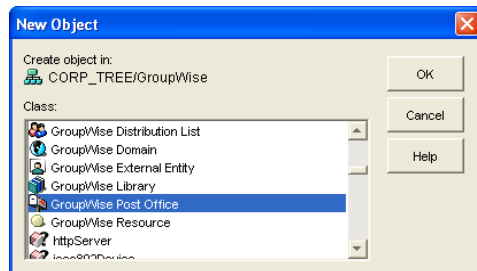 New Object
Create object in:
CORP_TREE/GroupWise
OK
Class:
Cancel
GroupWise Distribution List
GroupWise Domain
GroupWise External Entity
Help
GroupWise Library
GroupWise Post Office
GroupWise Resource
httpServer